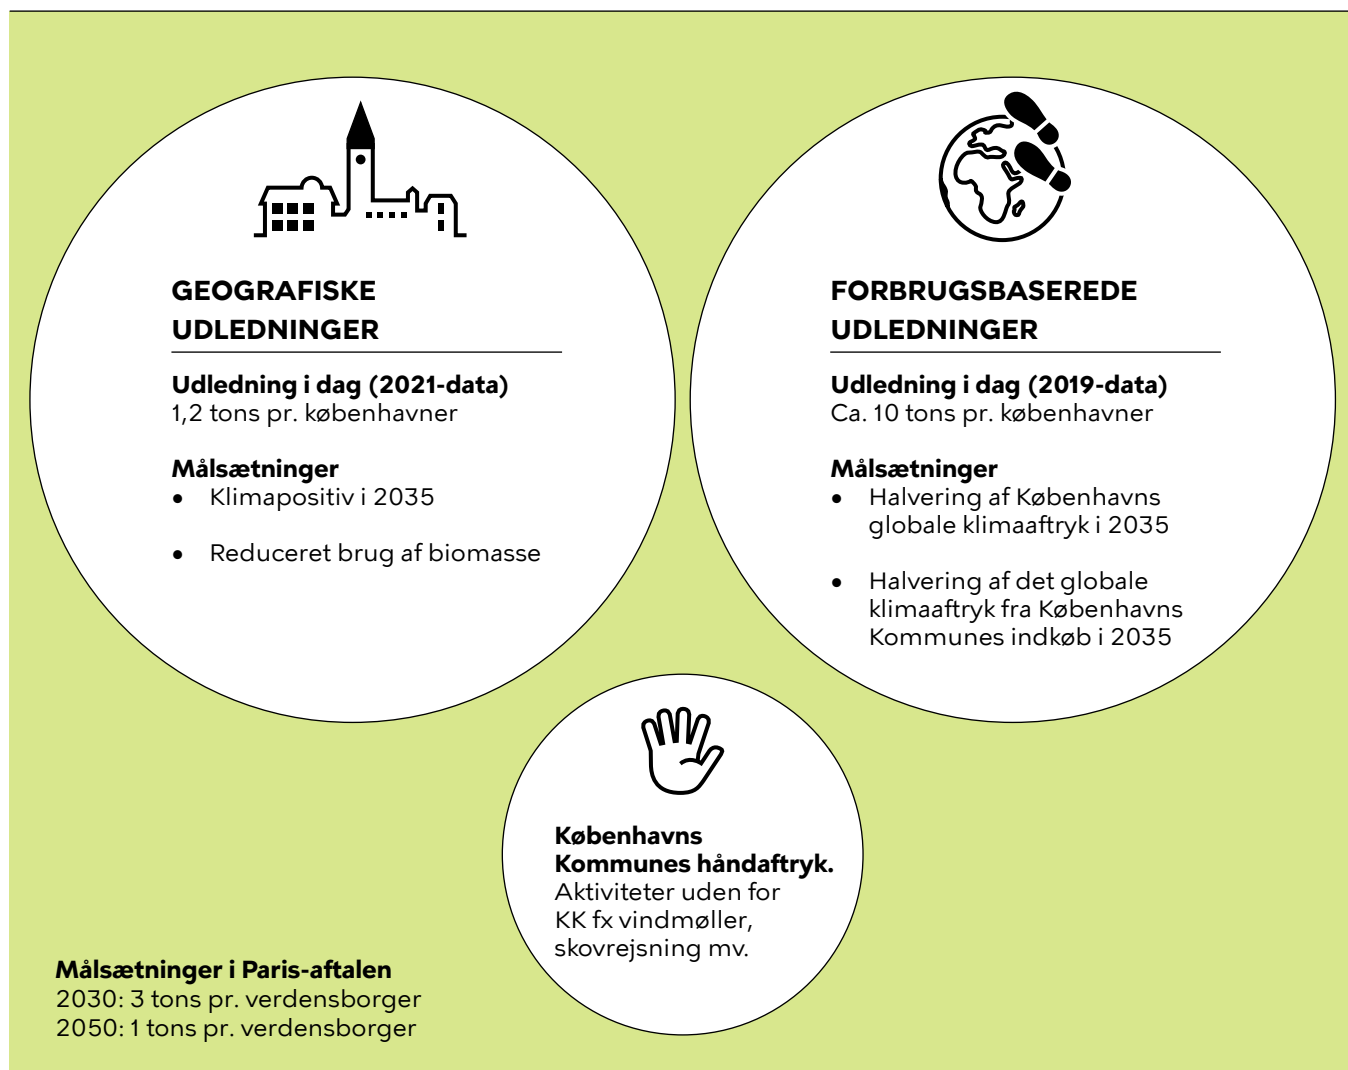 GEOGRAFISKE
UDLEDNINGER
Udledning i dag (2021-data)
1,2 tons pr. københavner
Målsætninger
• Klimapositiv i 2035
• Reduceret brug af biomasse
FORBRUGSBASEREDE
UDLEDNINGER
Udledning i dag (2019-data)
Ca. 10 tons pr. københavner
Målsætninger
• Halvering af Københavns
globale klimaaftryk i 2035
• Halvering af det globale
klimaaftryk fra Københavns
Kommunes indkøb i 2035
Københavns
Kommunes håndaftryk.
Aktiviteter uden for
KK fx vindmøller,
skovrejsning mv.
Målsætninger i Paris-aftalen
2030: 3 tons pr. verdensborger
2050: 1 tons pr. verdensborger